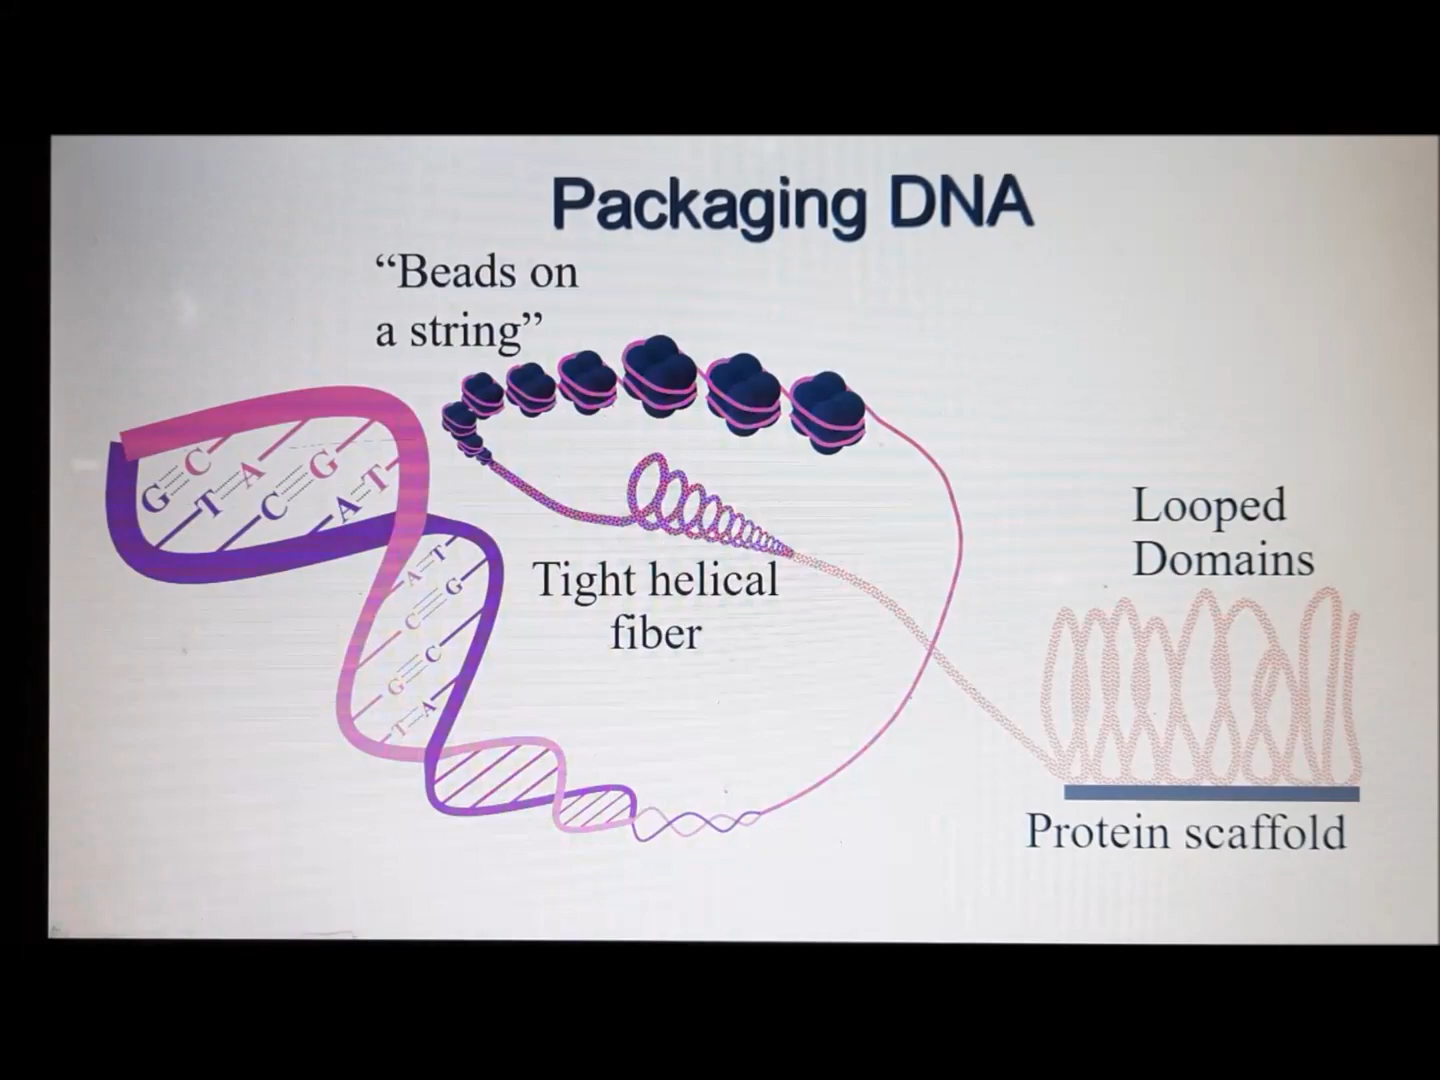 Packaging DNA
“Beads on
a string”
G C
T A
C G
A T
A T
C G
G C
T A
Tight helical
fiber
Looped
Domains
Protein scaffold